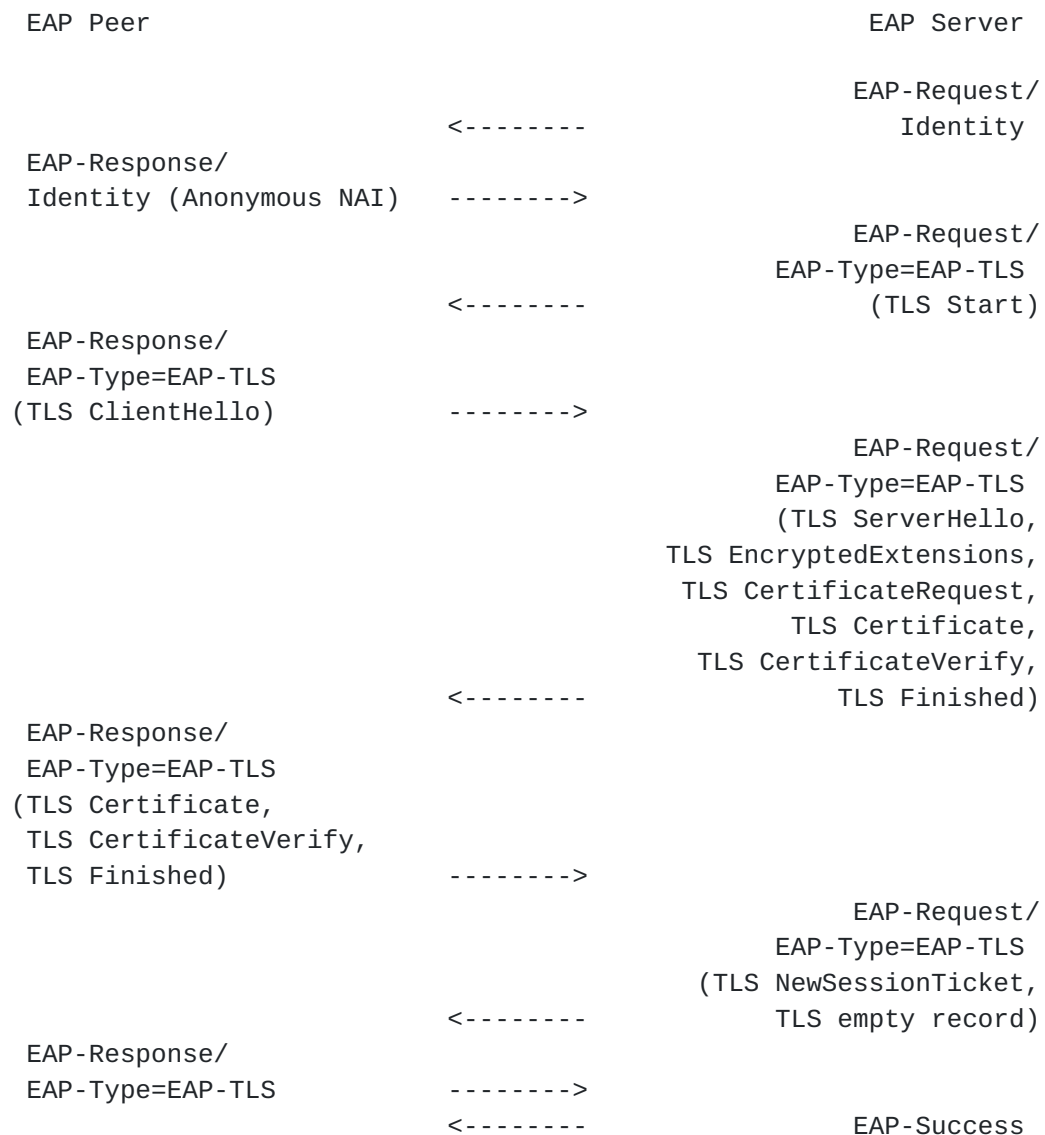 EAP Peer EAP Server
EAP-Request/
<-------- Identity
EAP-Response/
Identity (Anonymous NAI) -------->
EAP-Request/
EAP-Type=EAP-TLS
<-------- (TLS Start)
EAP-Response/
EAP-Type=EAP-TLS
(TLS ClientHello) -------->
EAP-Request/
EAP-Type=EAP-TLS
(TLS ServerHello,
TLS EncryptedExtensions,
TLS CertificateRequest,
TLS Certificate,
TLS CertificateVerify,
<-------- TLS Finished)
EAP-Response/
EAP-Type=EAP-TLS
(TLS Certificate,
TLS CertificateVerify,
TLS Finished) -------->
EAP-Request/
EAP-Type=EAP-TLS
(TLS NewSessionTicket,
<-------- TLS empty record)
EAP-Response/
EAP-Type=EAP-TLS -------->
<-------- EAP-Success